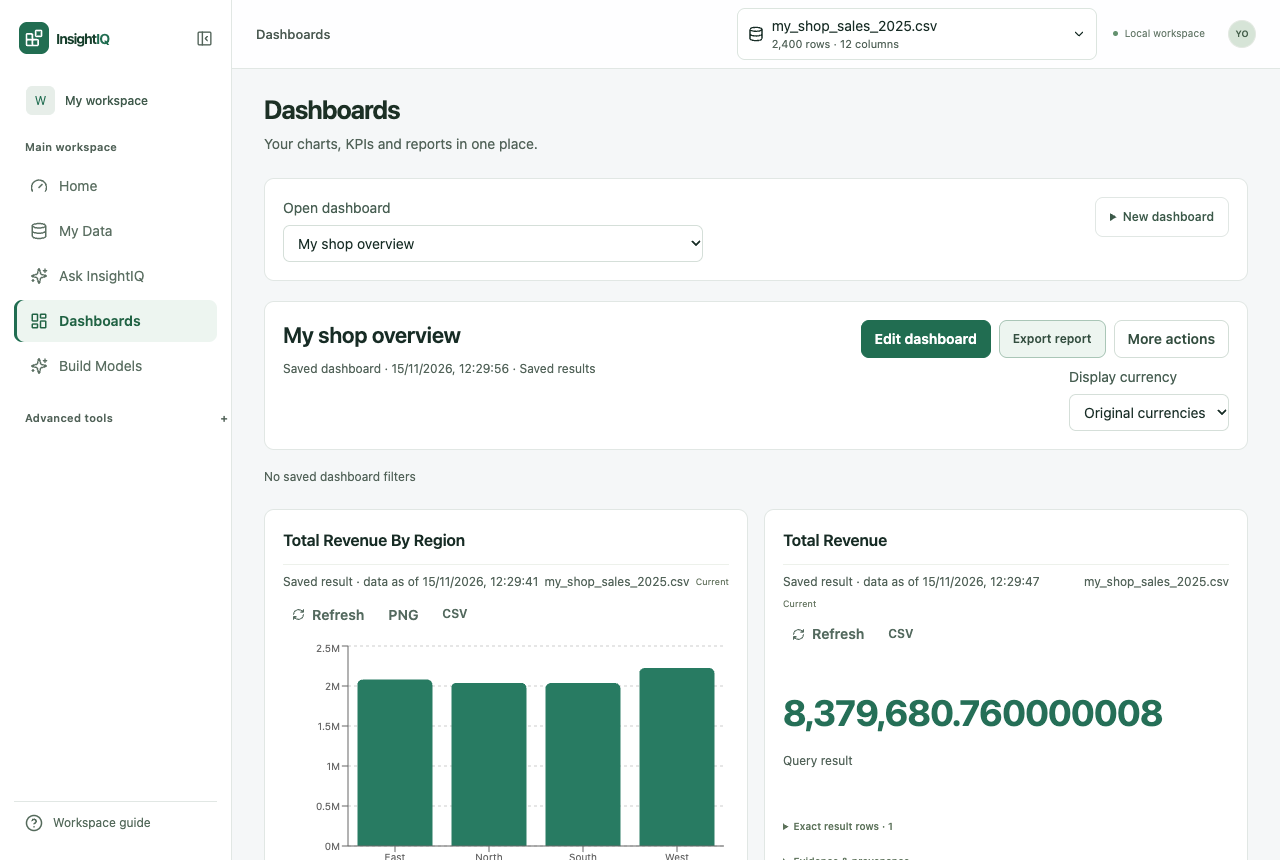 InsightIQ
W My workspace
Main workspace
Home
My Data
Ask InsightIQ
Dashboards
Build Models
Advanced tools +
Workspace guide
Dashboards
my_shop_sales_2025.csv
2,400 rows · 12 columns
Local workspace
YO
Dashboards
Your charts, KPIs and reports in one place.
Open dashboard
My shop overview
New dashboard
My shop overview
Saved dashboard · 15/11/2026, 12:29:56 · Saved results
Edit dashboard
Export report
More actions
Display currency
Original currencies
No saved dashboard filters
Total Revenue By Region
Saved result · data as of 15/11/2026, 12:29:41 my_shop_sales_2025.csv Current
Refresh PNG CSV
2.5M
2M
1.5M
1M
0.5M
0M
East North South West
Total Revenue
Saved result · data as of 15/11/2026, 12:29:47 my_shop_sales_2025.csv
Current
Refresh CSV
8,379,680.760000008
Query result
Exact result rows · 1
Evidence & provenance